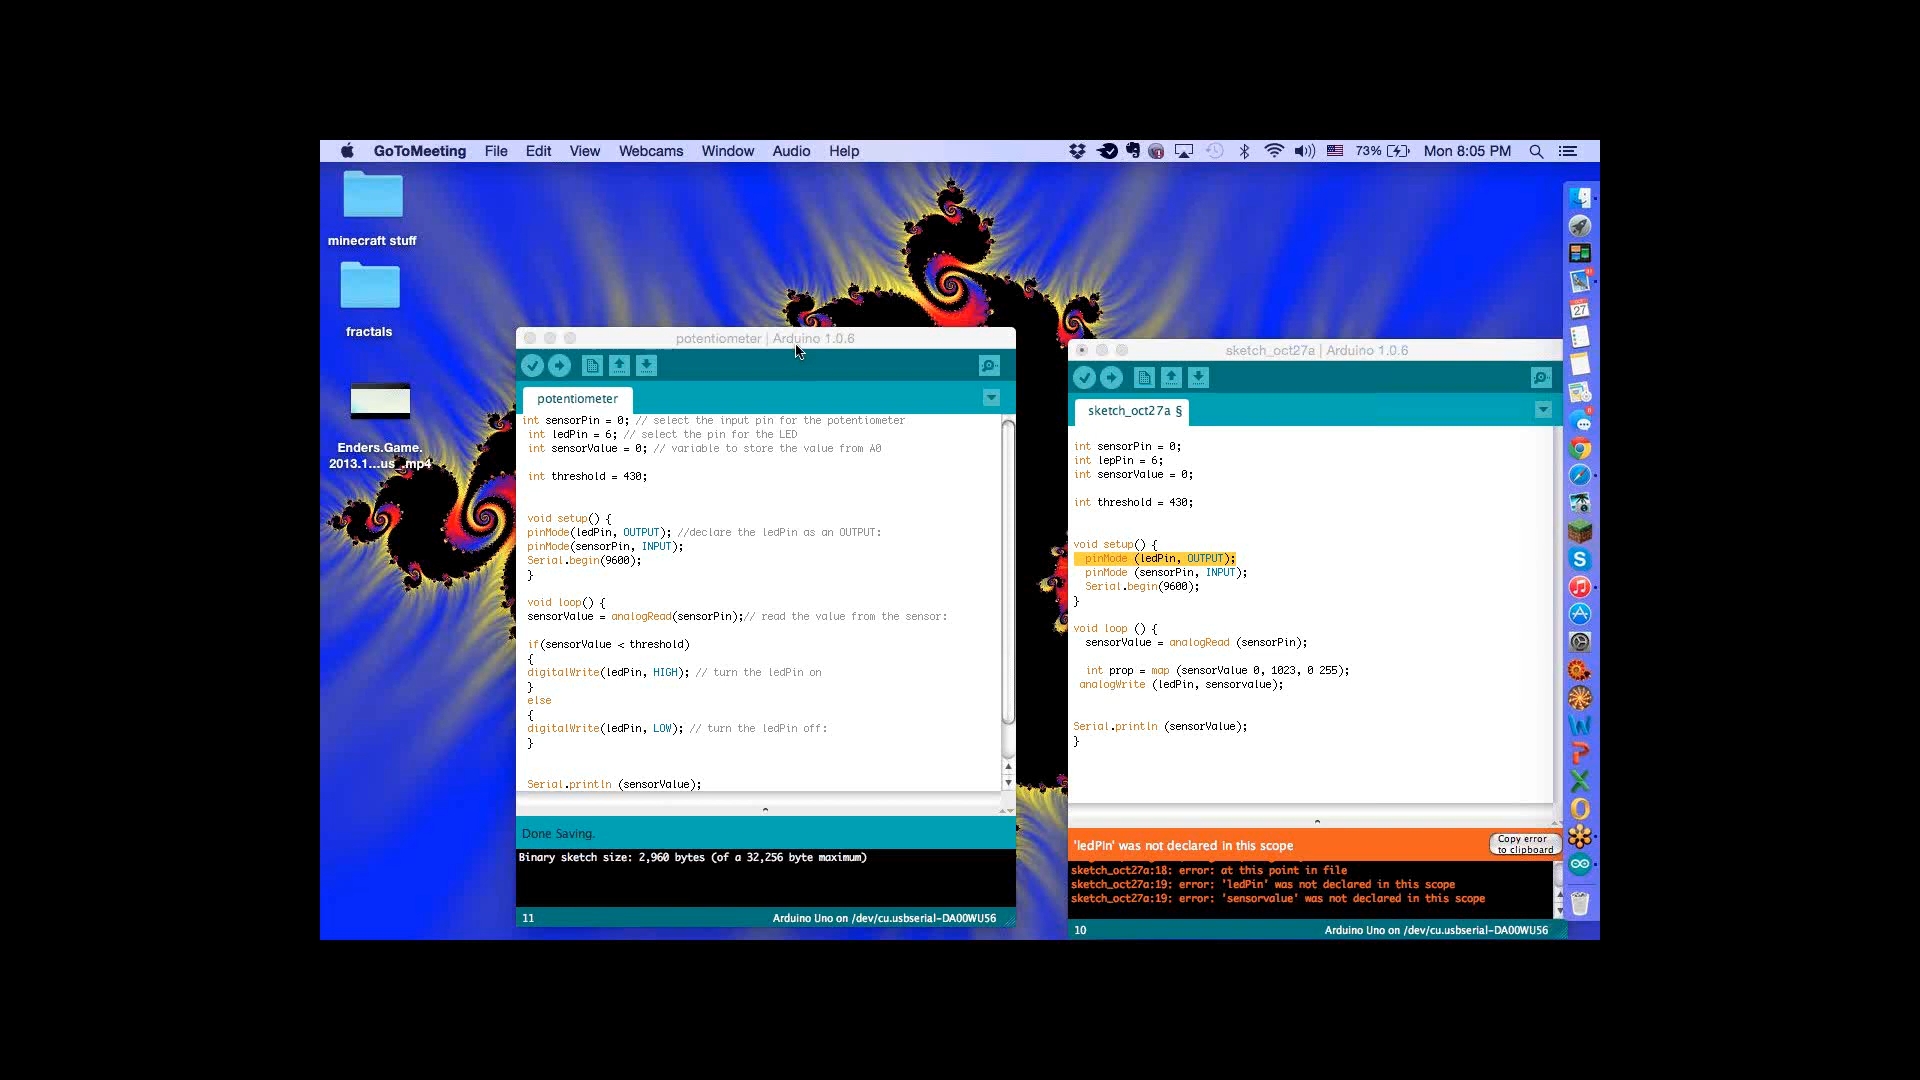 GoToMeeting File Edit View Webcams Window Audio Help 73% Mon 8:05 PM
minecraft stuff
fractals
Enders.Game.
2013.1...us_.mp4
potentiometer | Arduino 1.0.6
potentiometer
int sensorPin = 0; // select the input pin for the potentiometer
int ledPin = 6; // select the pin for the LED
int sensorValue = 0; // variable to store the value from A0
int threshold = 430;
void setup() {
pinMode(ledPin, OUTPUT); //declare the ledPin as an OUTPUT:
pinMode(sensorPin, INPUT);
Serial.begin(9600);
}
void loop() {
sensorValue = analogRead(sensorPin);// read the value from the sensor:
if(sensorValue < threshold)
{
digitalWrite(ledPin, HIGH); // turn the ledPin on
}
else
{
digitalWrite(ledPin, LOW); // turn the ledPin off:
}
Serial.println (sensorValue);
Done Saving.
Binary sketch size: 2,960 bytes (of a 32,256 byte maximum)
11 Arduino Uno on /dev/cu.usbserial-DA00WU56
sketch_oct27a | Arduino 1.0.6
sketch_oct27a §
int sensorPin = 0;
int lepPin = 6;
int sensorValue = 0;
int threshold = 430;
void setup() {
pinMode (ledPin, OUTPUT);
pinMode (sensorPin, INPUT);
Serial.begin(9600);
}
void loop () {
sensorValue = analogRead (sensorPin);
int prop = map (sensorValue 0, 1023, 0 255);
analogWrite (ledPin, sensorvalue);
Serial.println (sensorValue);
}
'ledPin' was not declared in this scope
Copy error
to clipboard
sketch_oct27a:18: error: at this point in file
sketch_oct27a:19: error: 'ledPin' was not declared in this scope
sketch_oct27a:19: error: 'sensorvalue' was not declared in this scope
10 Arduino Uno on /dev/cu.usbserial-DA00WU56
27